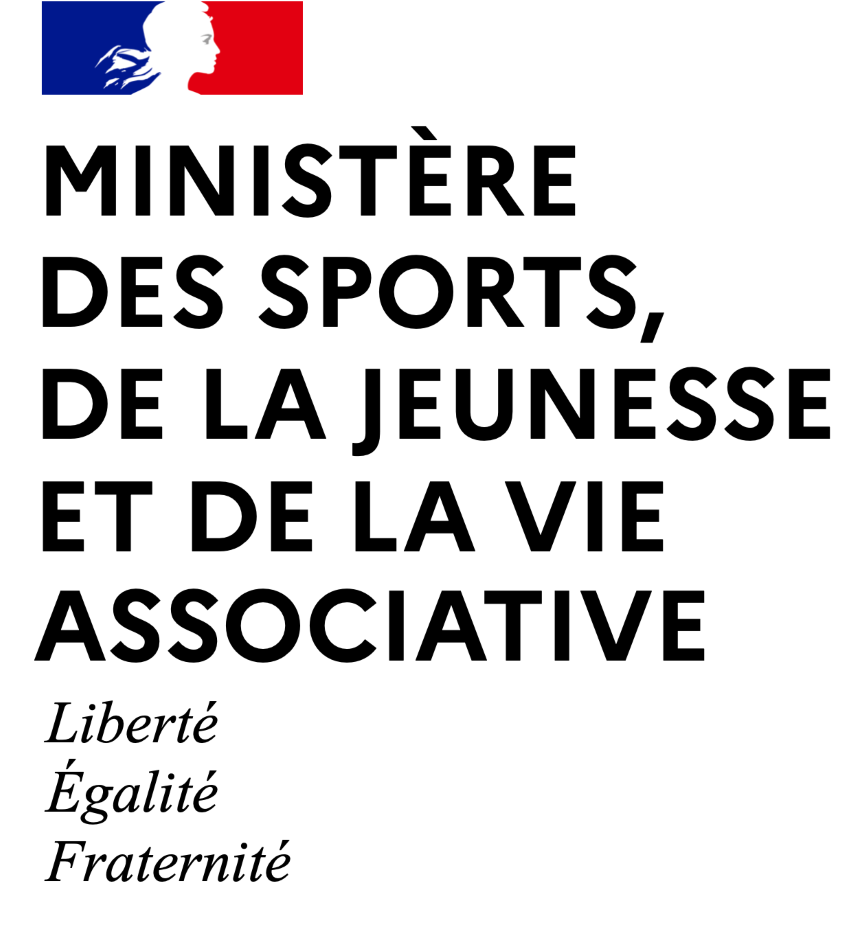 MINISTÈRE
DES SPORTS,
DE LA JEUNESSE
ET DE LA VIE
ASSOCIATIVE
Liberté
Égalité
Fraternité